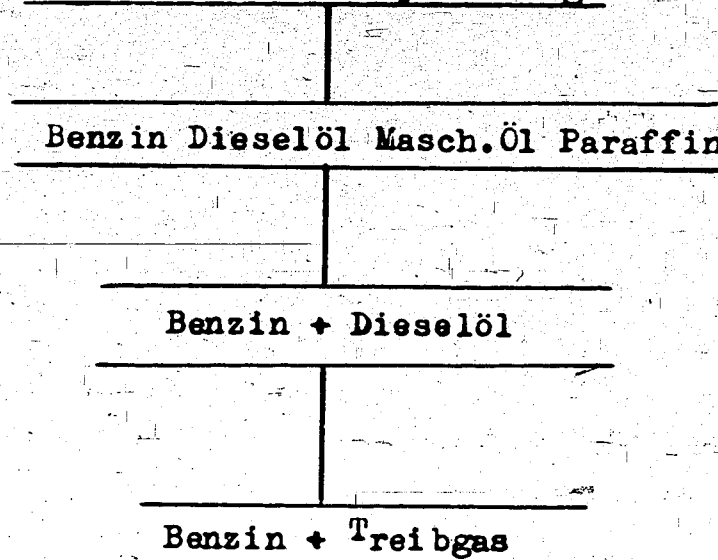 Benzin Dieselöl Masch.Öl Paraffin
Benzin + Dieselöl
Benzin + Treibgas